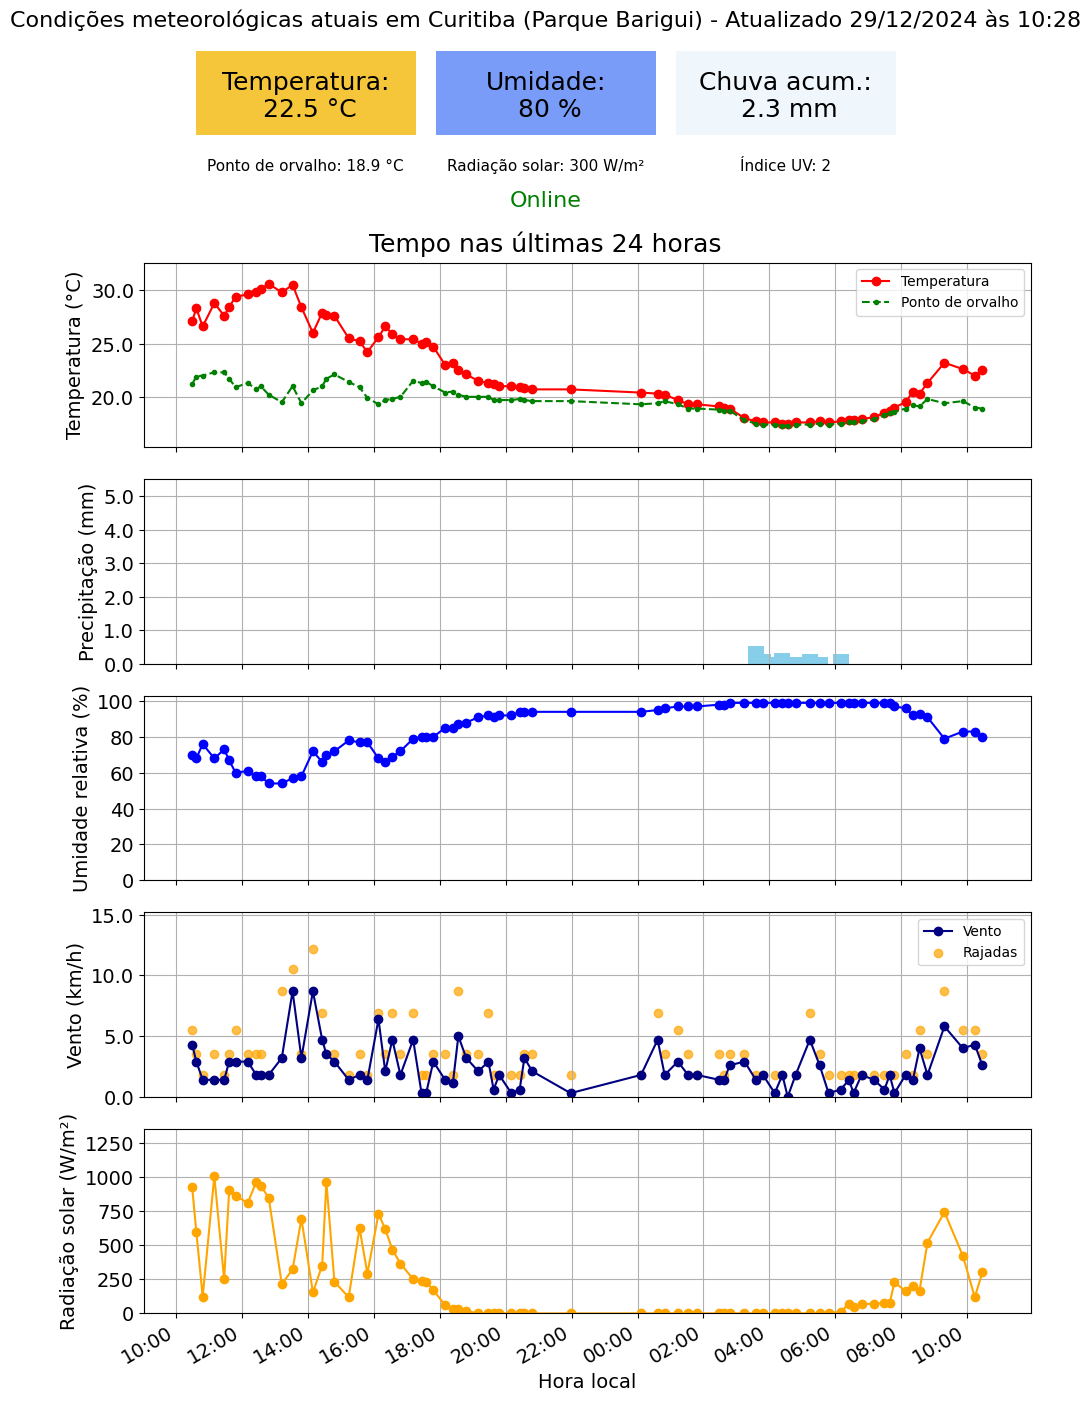 Condições meteorológicas atuais em Curitiba (Parque Barigui) - Atualizado 29/12/2024 às 10:28
Temperatura:
22.5 °C
Umidade:
80 %
Chuva acum.:
2.3 mm
Ponto de orvalho: 18.9 °C
Radiação solar: 300 W/m²
Índice UV: 2
Online
Tempo nas últimas 24 horas
Temperatura (°C)
30.0
25.0
20.0
Temperatura
Ponto de orvalho
Precipitação (mm)
5.0
4.0
3.0
2.0
1.0
0.0
Umidade relativa (%)
100
80
60
40
20
0
Vento (km/h)
15.0
10.0
5.0
0.0
Vento
Rajadas
Radiação solar (W/m²)
1250
1000
750
500
250
0
10:00
12:00
14:00
16:00
18:00
20:00
22:00
00:00
02:00
04:00
06:00
08:00
10:00
Hora local